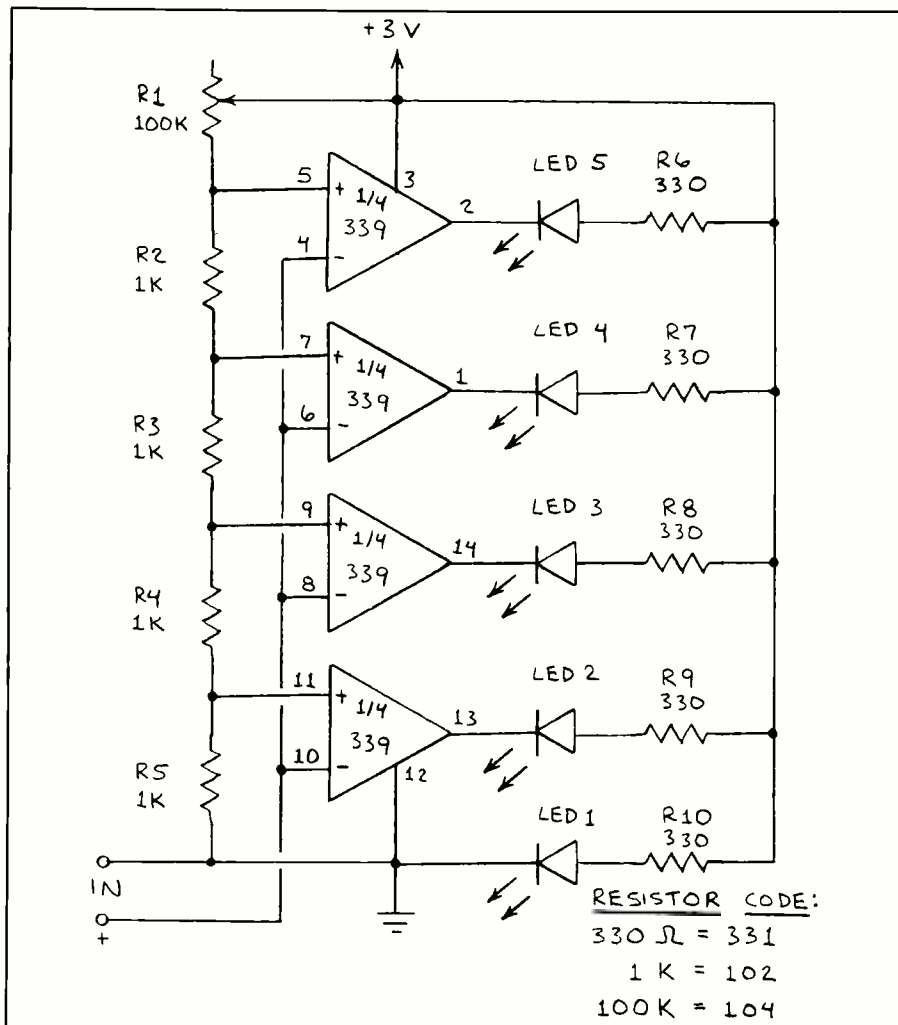 +3 V
R1
100K
5
+
1/4
339
3
4
-
2
LED 5
R6
330
R2
1K
7
+
1/4
339
6
-
1
LED 4
R7
330
R3
1K
9
+
1/4
339
8
-
14
LED 3
R8
330
R4
1K
11
+
1/4
339
10
-
12
13
LED 2
R9
330
R5
1K
LED 1
R10
330
IN
+
RESISTOR CODE:
330 Ω = 331
1 K = 102
100K = 104